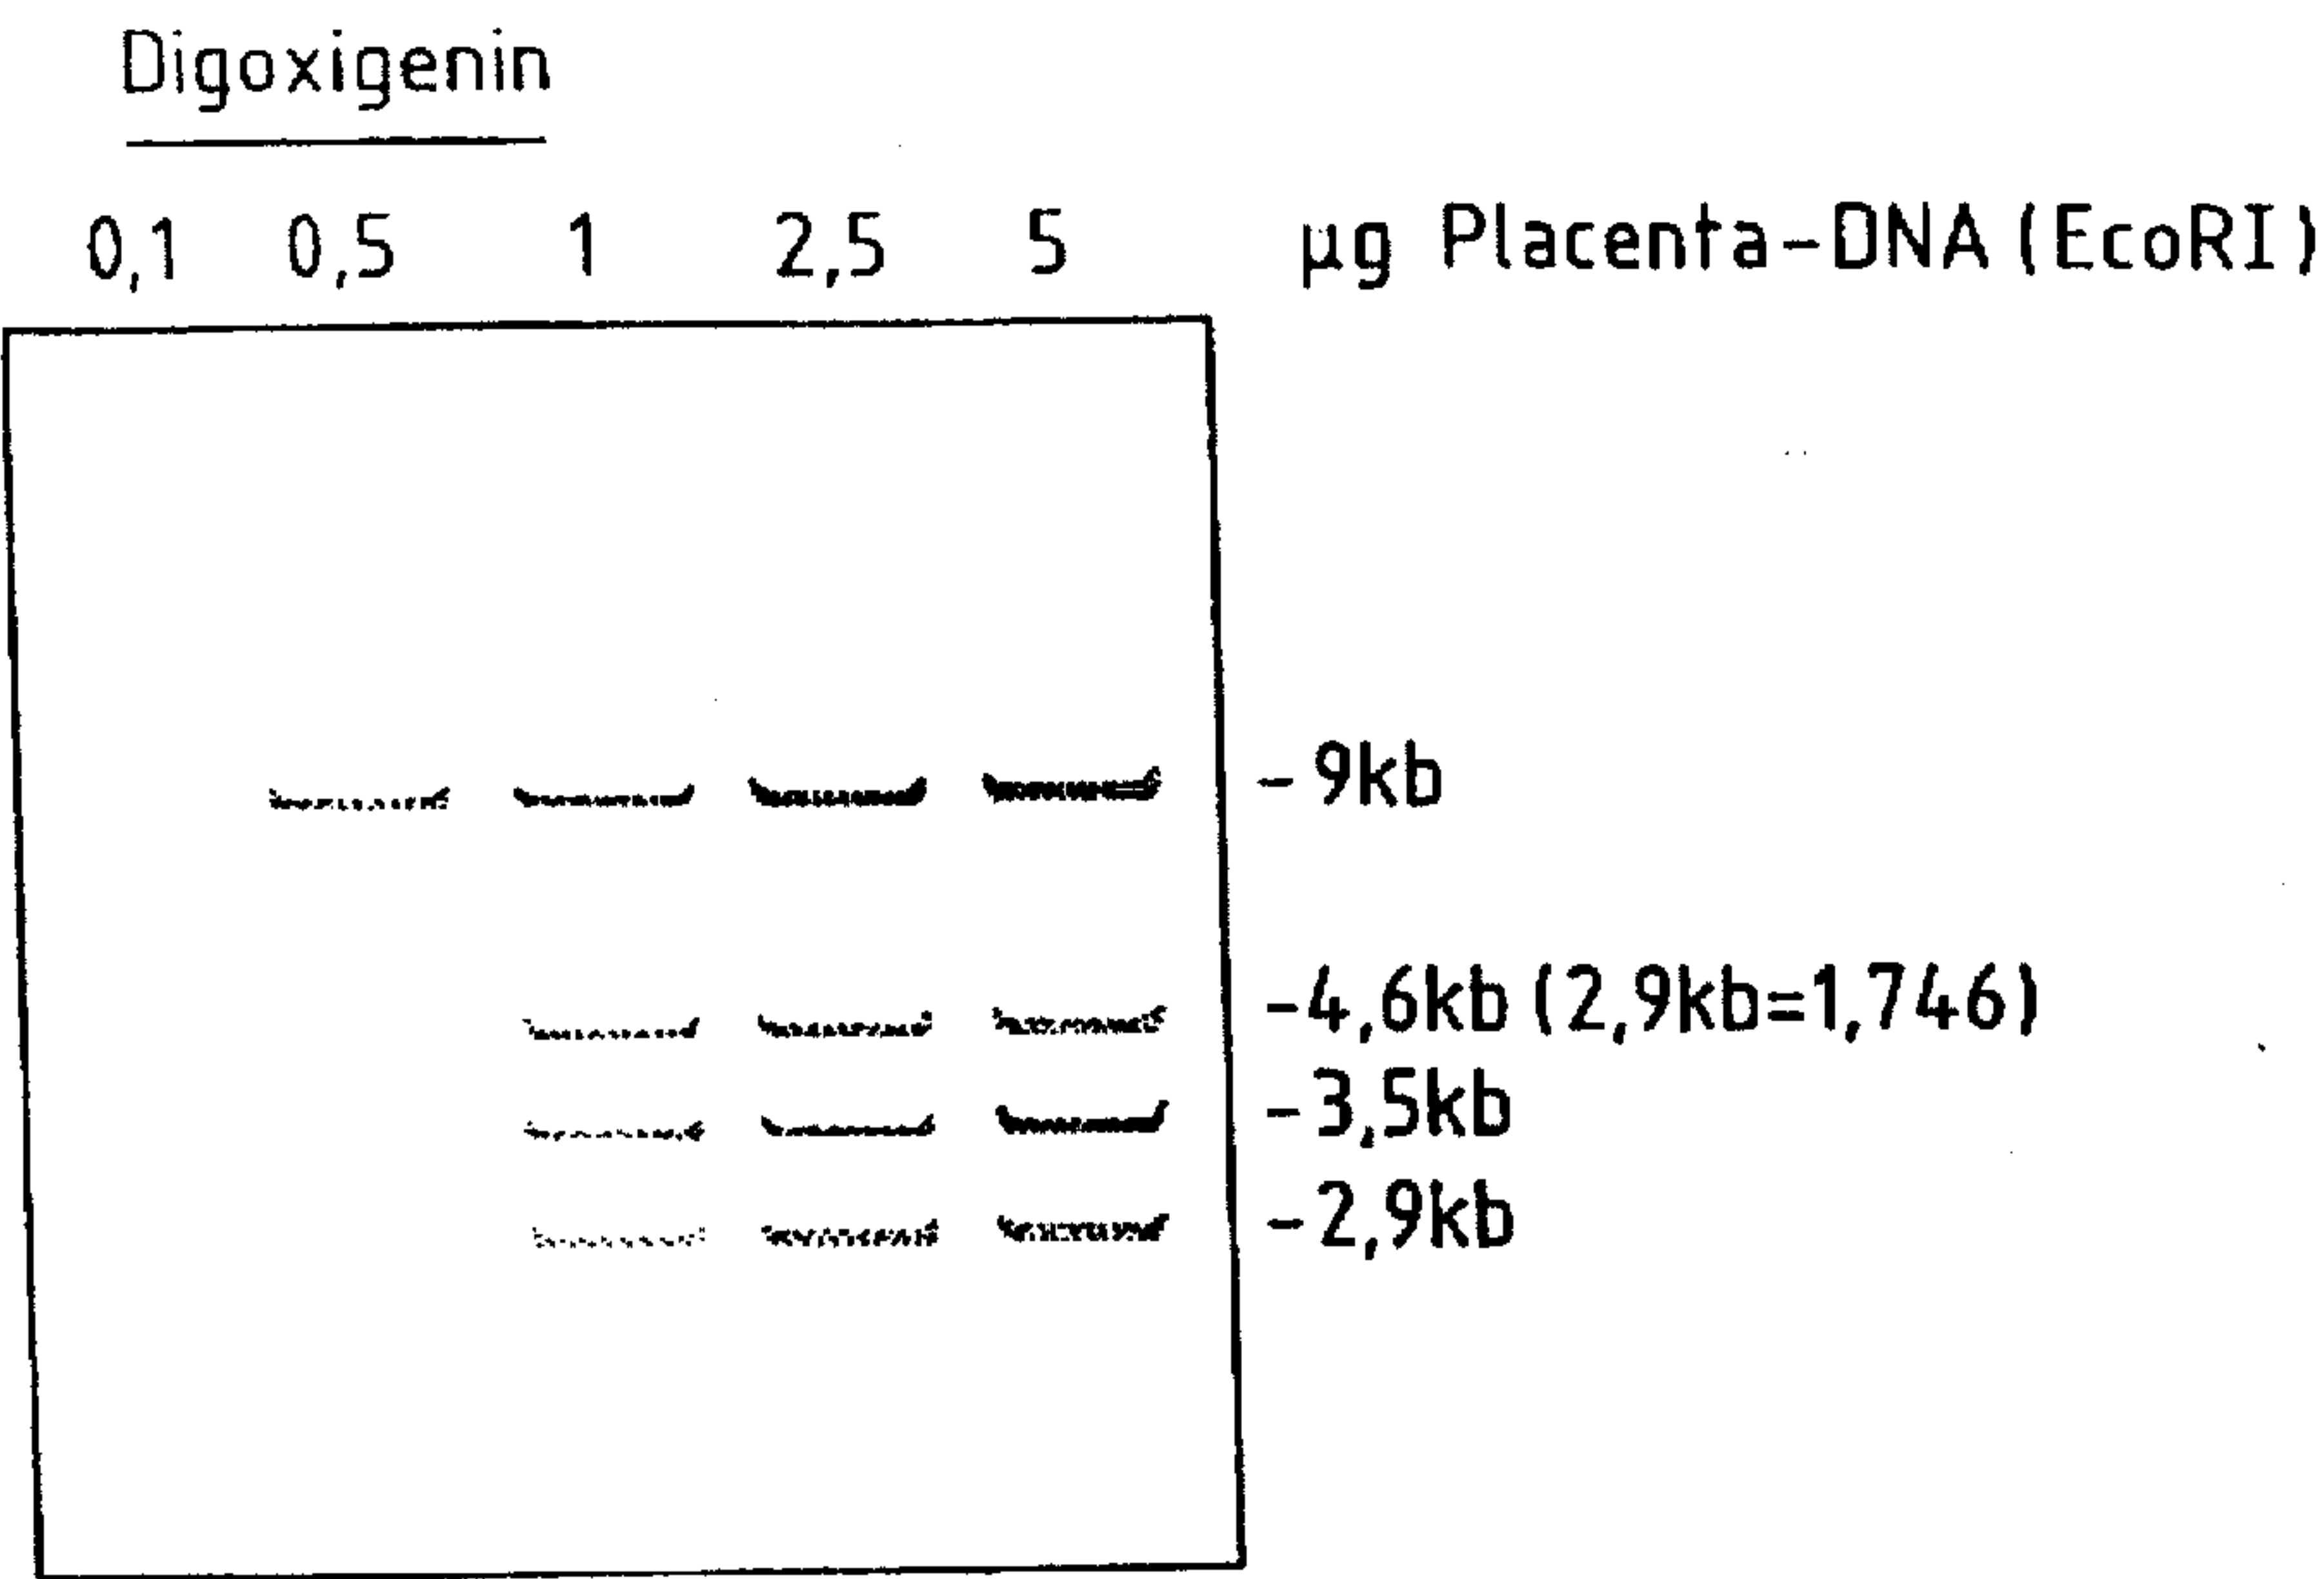 Digoxigenin
0,1 0,5 1 2,5 5 µg Placenta-DNA (EcoRI)
-9kb
-4,6kb (2,9kb=1,746)
-3,5kb
-2,9kb